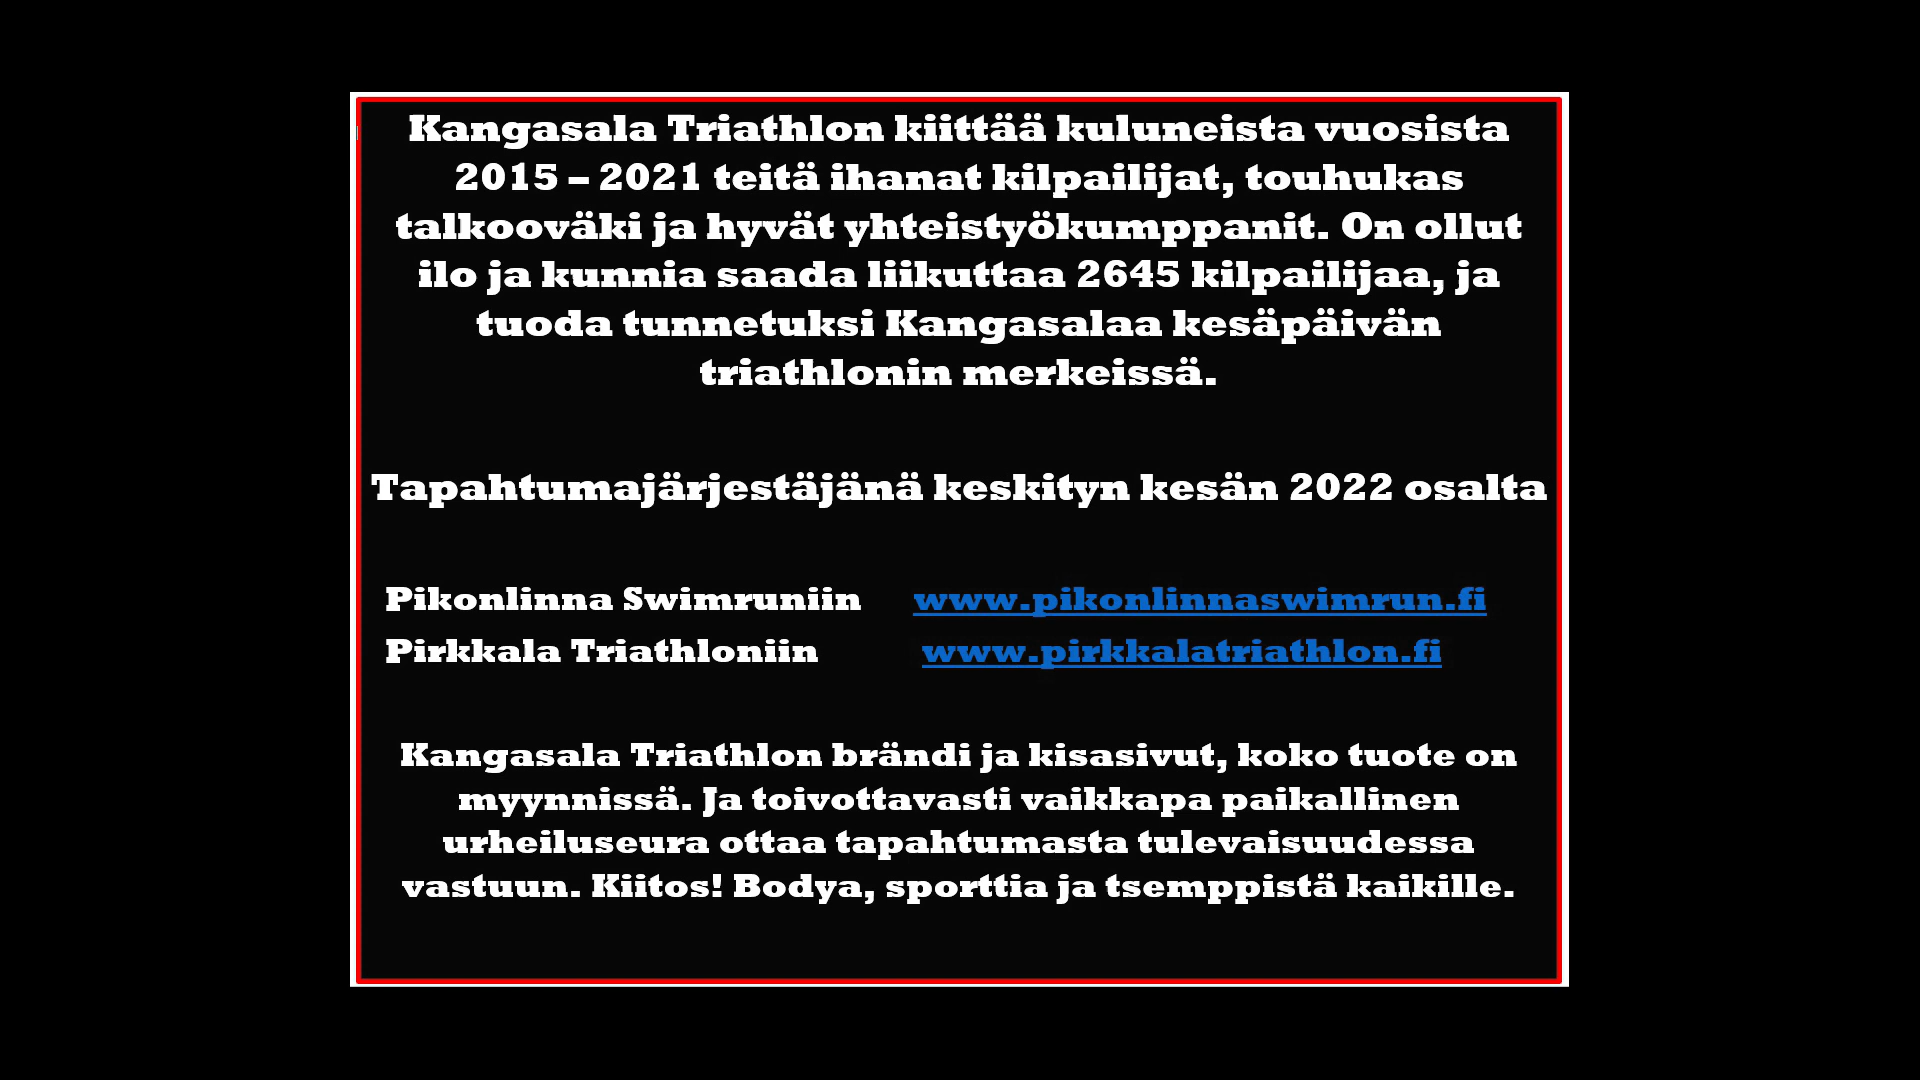 Kangasala Triathlon kiittää kuluneista vuosista
2015 – 2021 teitä ihanat kilpailijat, touhukas
talkooväki ja hyvät yhteistyökumppanit. On ollut
ilo ja kunnia saada liikuttaa 2645 kilpailijaa, ja
tuoda tunnetuksi Kangasalaa kesäpäivän
triathlonin merkeissä.
Tapahtumajärjestäjänä keskityn kesän 2022 osalta
Pikonlinna Swimruniin www.pikonlinnaswimrun.fi
Pirkkala Triathloniin www.pirkkalatriathlon.fi
Kangasala Triathlon brändi ja kisasivut, koko tuote on
myynnissä. Ja toivottavasti vaikkapa paikallinen
urheiluseura ottaa tapahtumasta tulevaisuudessa
vastuun. Kiitos! Bodya, sporttia ja tsemppistä kaikille.